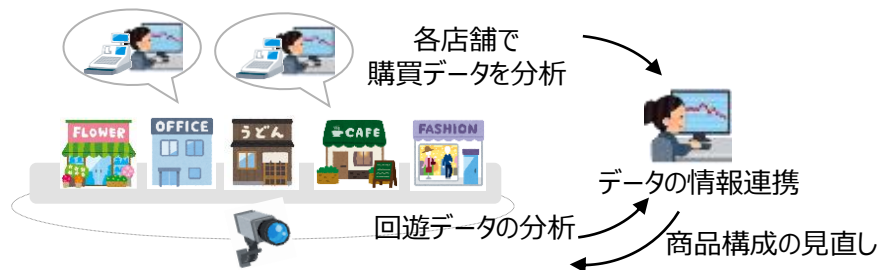 各店舗で
購買データを分析
FLOWER
OFFICE
うどん
CAFE
FASHION
データの情報連携
回遊データの分析
商品構成の見直し